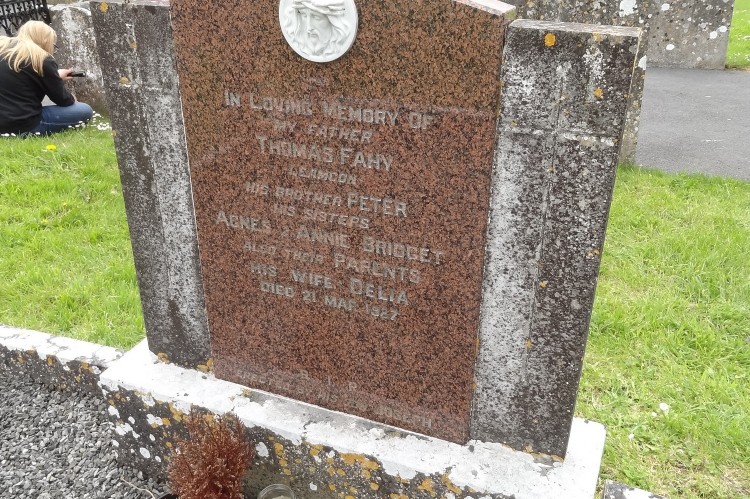 IN LOVING MEMORY OF
MY FATHER
THOMAS FAHY
HIS BROTHER PETER
HIS SISTERS
AGNES & ANNIE BRIDGET
ALSO THEIR PARENTS
HIS WIFE DELIA
DIED 21 MAR 1987
R I P